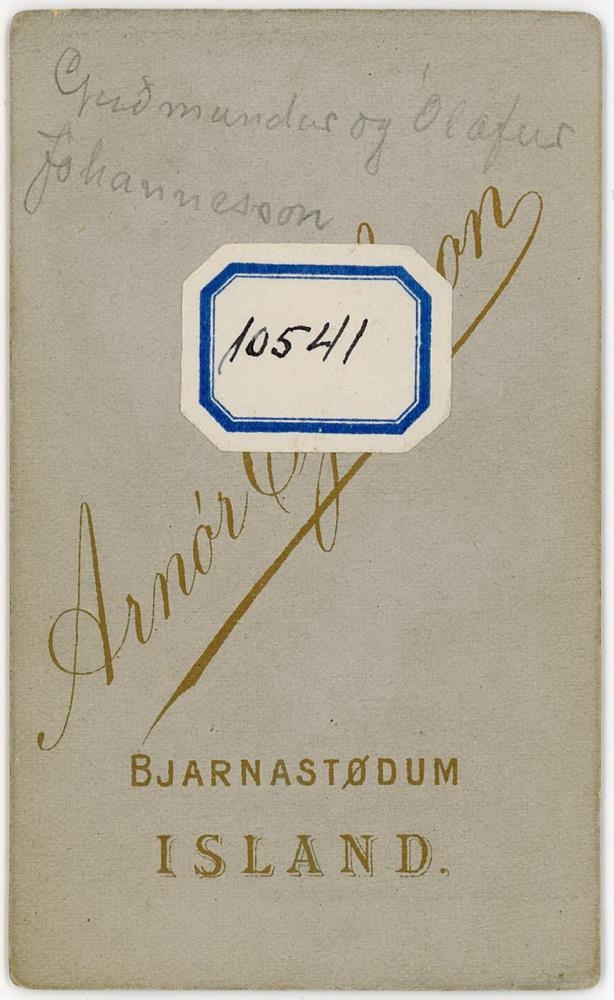 Guðmundur og Ólafur
Johannesson
10541
Arnór
BJARNASTØDUM
ISLAND.